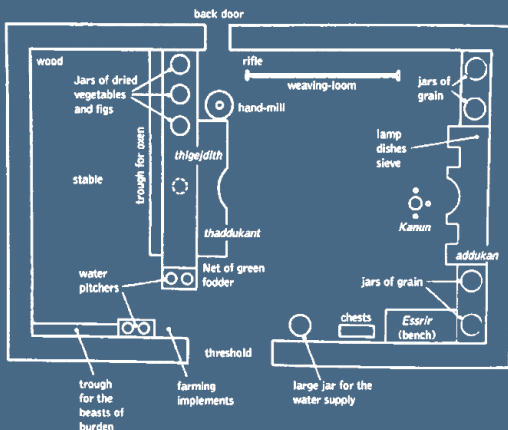 back door
wood
Jars of dried
vegetables
and figs
rifle
weaving-loom
jars of
grain
hand-mill
lamp
dishes
sieve
thigejdith
trough for oxen
stable
Kanun
thaddukant
addukan
Net of green
fodder
water
pitchers
jars of grain
chests
Essrir
(bench)
threshold
trough
for the
beasts of
burden
farming
implements
large jar for the
water supply